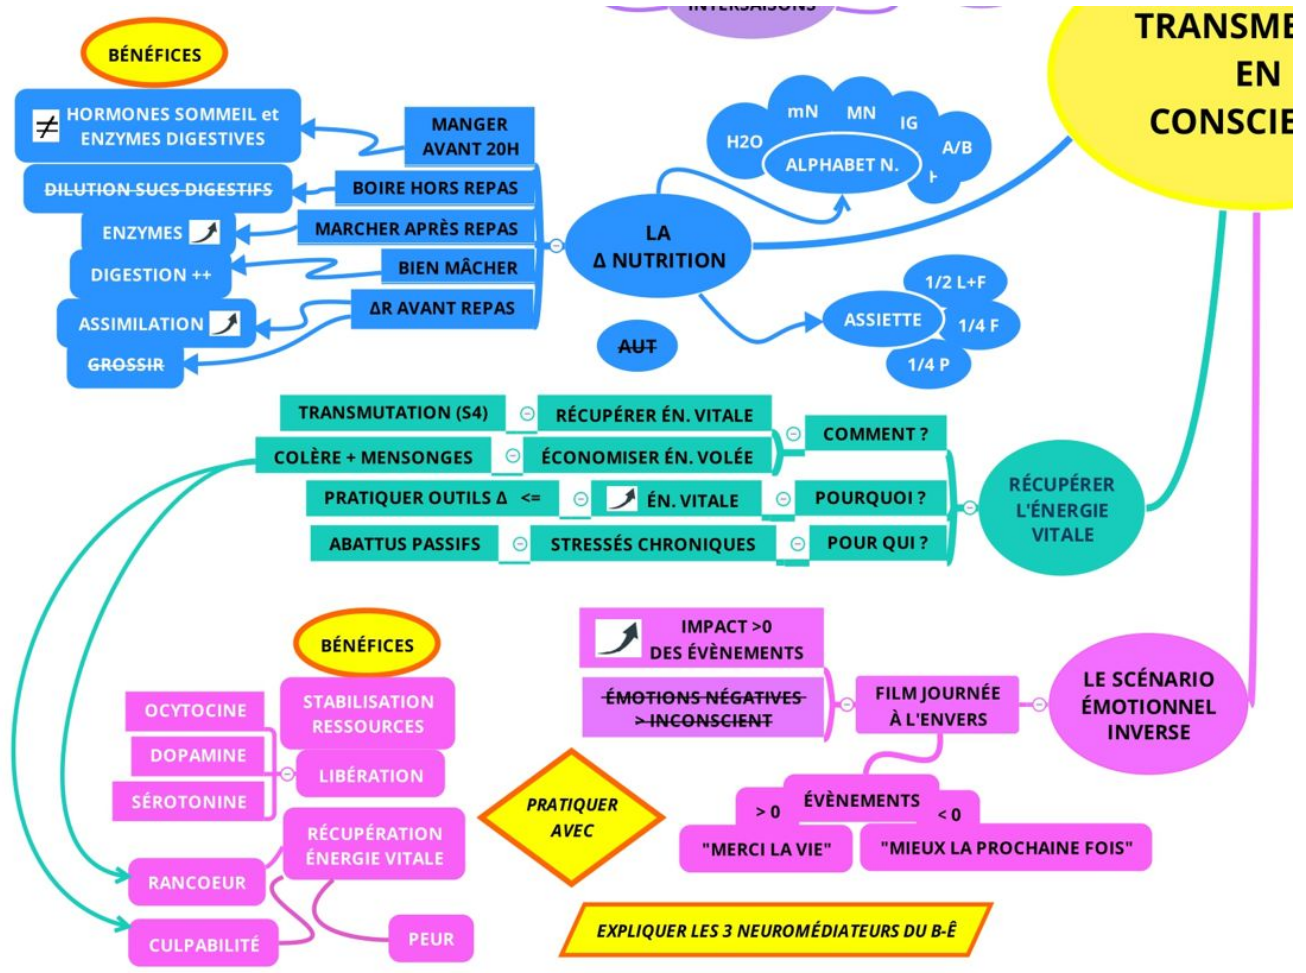 INTERSAISONS
TRANSME
EN
CONSCIE
BÉNÉFICES
HORMONES SOMMEIL et
ENZYMES DIGESTIVES
≠
MANGER
AVANT 20H
DILUTION SUCS DIGESTIFS
BOIRE HORS REPAS
ENZYMES
MARCHER APRÈS REPAS
DIGESTION ++
BIEN MÂCHER
ASSIMILATION
ΔR AVANT REPAS
GROSSIR
LA
Δ NUTRITION
H2O
mN
MN
IG
A/B
ALPHABET N.
ASSIETTE
1/2 L+F
1/4 F
1/4 P
AUT
TRANSMUTATION (S4)
RÉCUPÉRER ÉN. VITALE
COMMENT ?
COLÈRE + MENSONGES
ÉCONOMISER ÉN. VOLÉE
PRATIQUER OUTILS Δ <=
ÉN. VITALE
POURQUOI ?
ABATTUS PASSIFS
STRESSÉS CHRONIQUES
POUR QUI ?
RÉCUPÉRER
L'ÉNERGIE
VITALE
BÉNÉFICES
STABILISATION
RESSOURCES
OCYTOCINE
DOPAMINE
SÉROTONINE
LIBÉRATION
RÉCUPÉRATION
ÉNERGIE VITALE
RANCOEUR
CULPABILITÉ
PEUR
IMPACT >0
DES ÉVÈNEMENTS
ÉMOTIONS NÉGATIVES
> INCONSCIENT
FILM JOURNÉE
À L'ENVERS
LE SCÉNARIO
ÉMOTIONNEL
INVERSE
ÉVÈNEMENTS
> 0
< 0
"MERCI LA VIE"
"MIEUX LA PROCHAINE FOIS"
PRATIQUER
AVEC
EXPLIQUER LES 3 NEUROMÉDIATEURS DU B-Ê